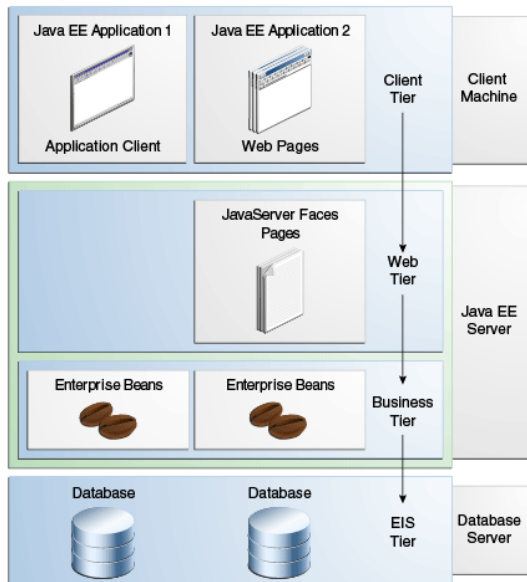 Java EE Application 1
Java EE Application 2
Application Client
Web Pages
Client
Tier
Client
Machine
JavaServer Faces
Pages
Web
Tier
Java EE
Server
Enterprise Beans
Enterprise Beans
Business
Tier
Database
Database
EIS
Tier
Database
Server